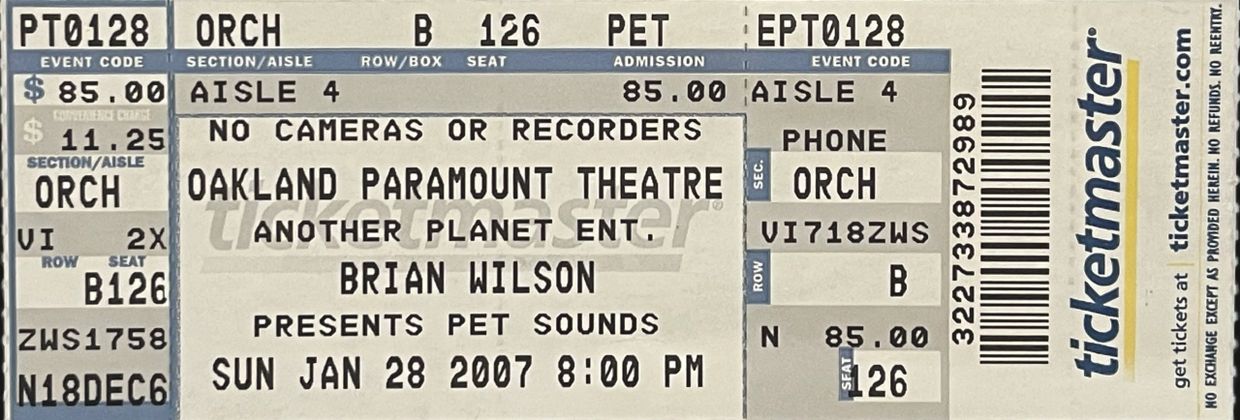 PT0128
EVENT CODE
$ 85.00
CONVENIENCE CHARGE
$ 11.25
SECTION/AISLE
ORCH
VI 2X
ROW SEAT
B126
ZWS1758
N18DEC6
ORCH B 126 PET
SECTION/AISLE ROW/BOX SEAT ADMISSION
AISLE 4 85.00
NO CAMERAS OR RECORDERS
OAKLAND PARAMOUNT THEATRE
ticketmaster®
ANOTHER PLANET ENT.
BRIAN WILSON
PRESENTS PET SOUNDS
SUN JAN 28 2007 8:00 PM
EPT0128
EVENT CODE
AISLE 4
PHONE
SEC. ORCH
VI718ZWS
ROW B
N 85.00
SEAT 126
322733872989
ticketmaster®
get tickets at ticketmaster.com
NO EXCHANGE EXCEPT AS PROVIDED HEREIN. NO REFUNDS. NO REENTRY.